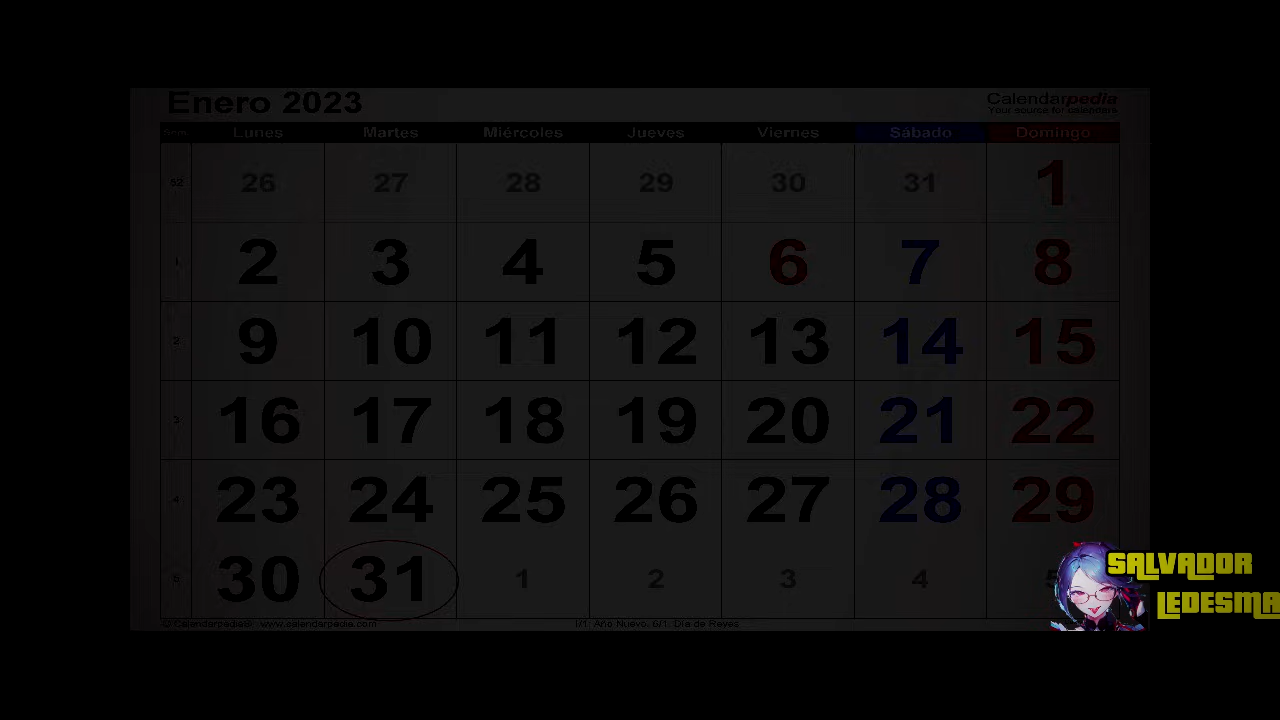 Enero 2023
Calendarpedia
Your source for calendars
Sem. Lunes Martes Miércoles Jueves Viernes Sábado Domingo
52 26 27 28 29 30 31 1
1 2 3 4 5 6 7 8
2 9 10 11 12 13 14 15
3 16 17 18 19 20 21 22
4 23 24 25 26 27 28 29
5 30 31 1 2 3 4 5
© Calendarpedia® www.calendarpedia.com
1/1: Año Nuevo, 6/1: Día de Reyes
SALVADOR
LEDESMA